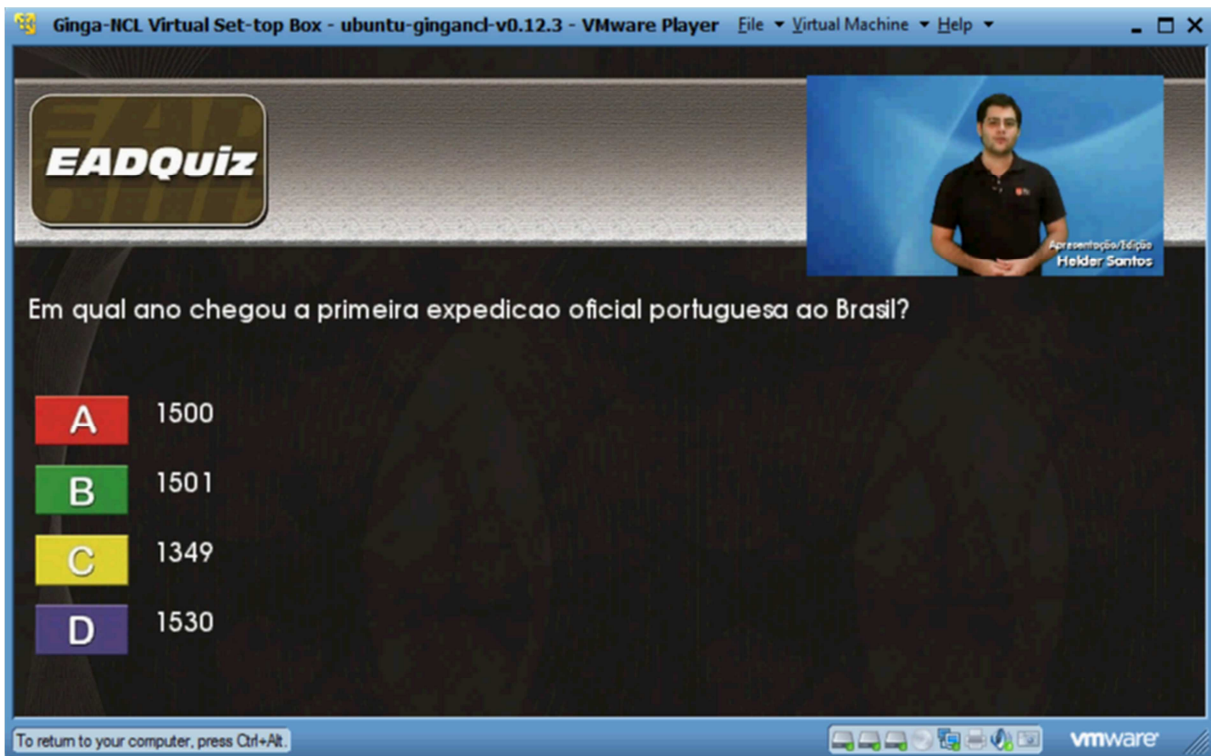 Ginga-NCL Virtual Set-top Box - ubuntu-gingancl-v0.12.3 - VMware Player File Virtual Machine Help
EADQuiz
Apresentação/Edição
Helder Santos
Em qual ano chegou a primeira expedicao oficial portuguesa ao Brasil?
A 1500
B 1501
C 1349
D 1530
To return to your computer, press Ctrl+Alt.
vmware